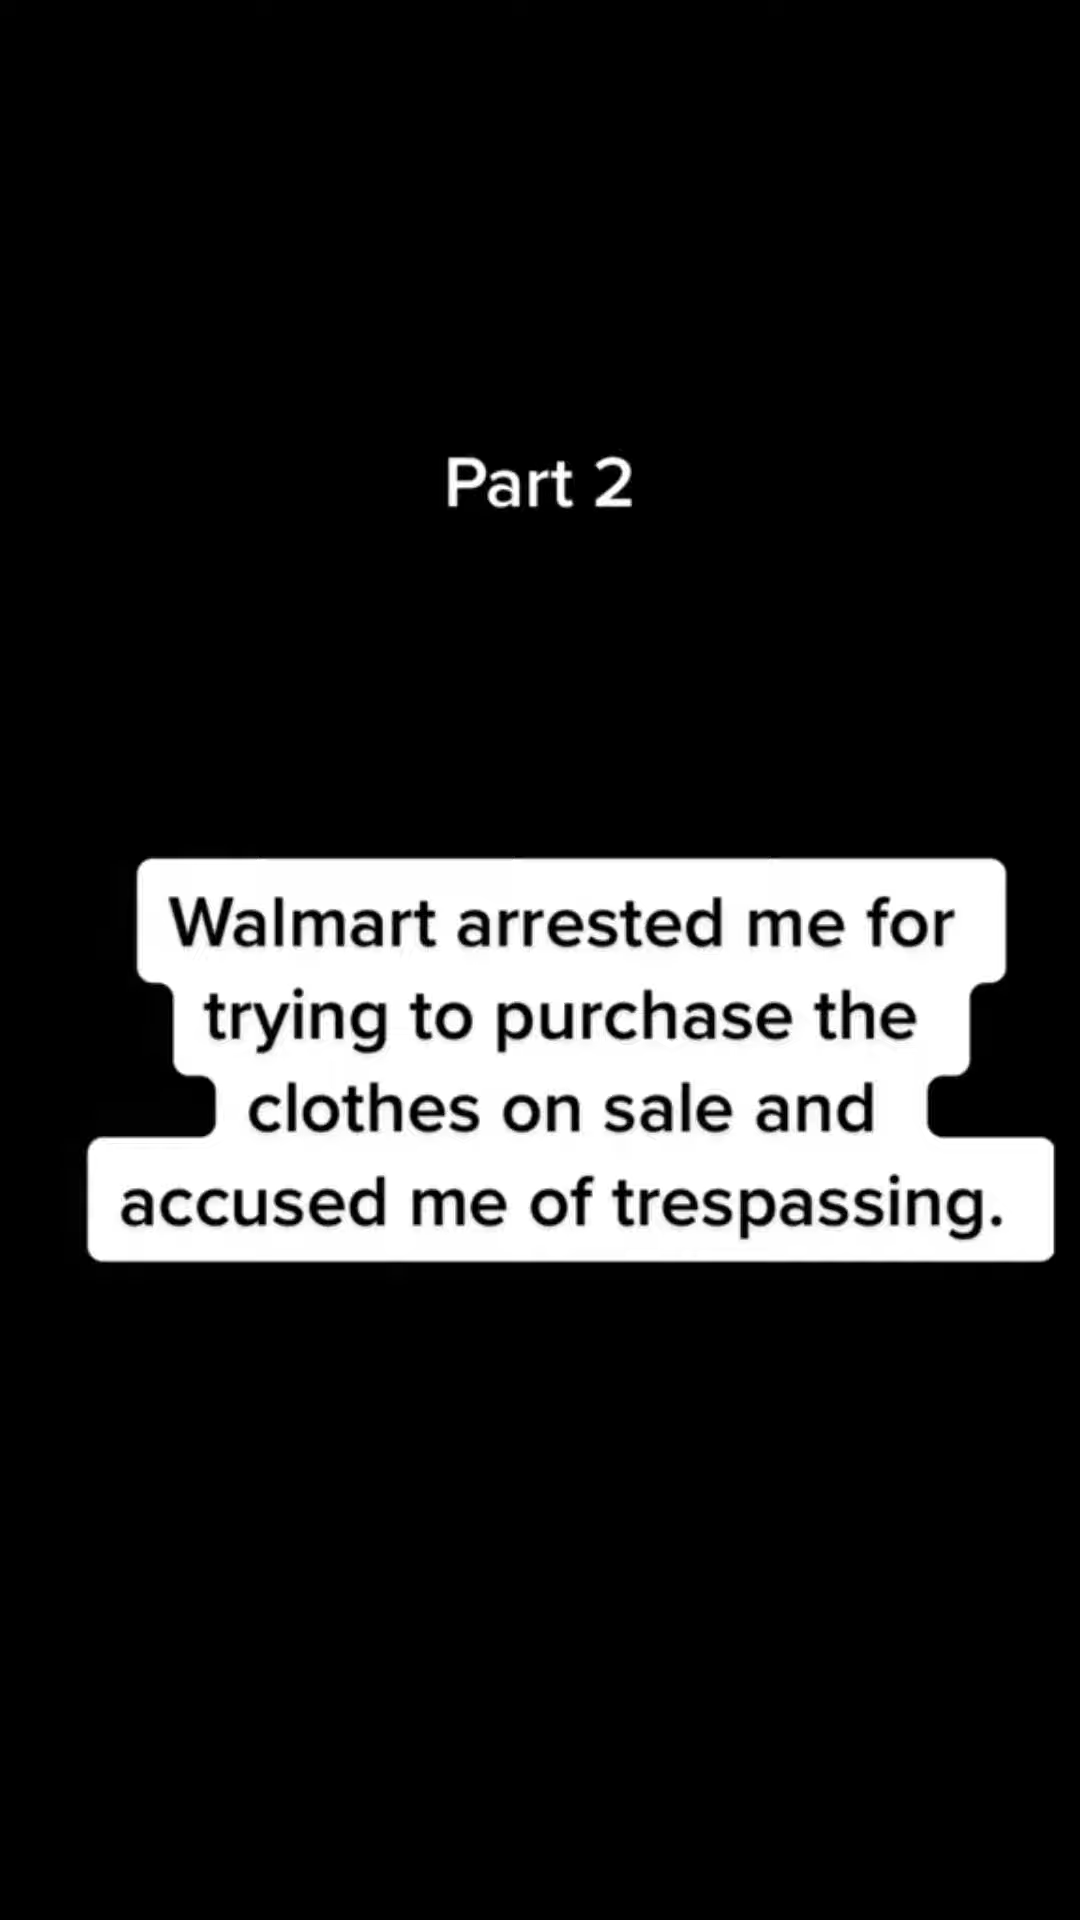 Part 2
Walmart arrested me for
trying to purchase the
clothes on sale and
accused me of trespassing.